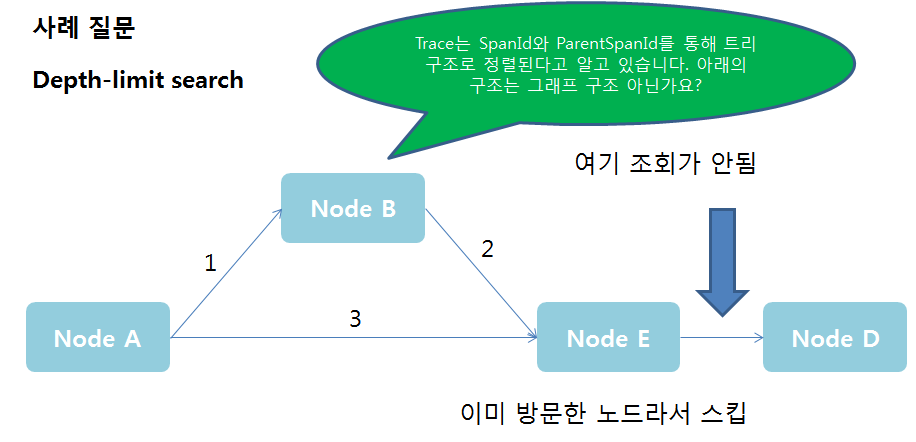 사례 질문
Depth-limit search
Trace는 SpanId와 ParentSpanId를 통해 트리
구조로 정렬된다고 알고 있습니다. 아래의
구조는 그래프 구조 아닌가요?
여기 조회가 안됨
Node B
1
2
3
Node A
Node E
Node D
이미 방문한 노드라서 스킵